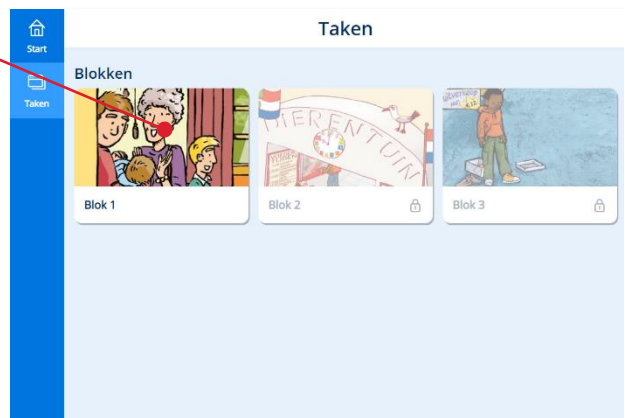 Taken
Start
Taken
Blokken
DIERENTUIN
Blok 1
Blok 2
Blok 3